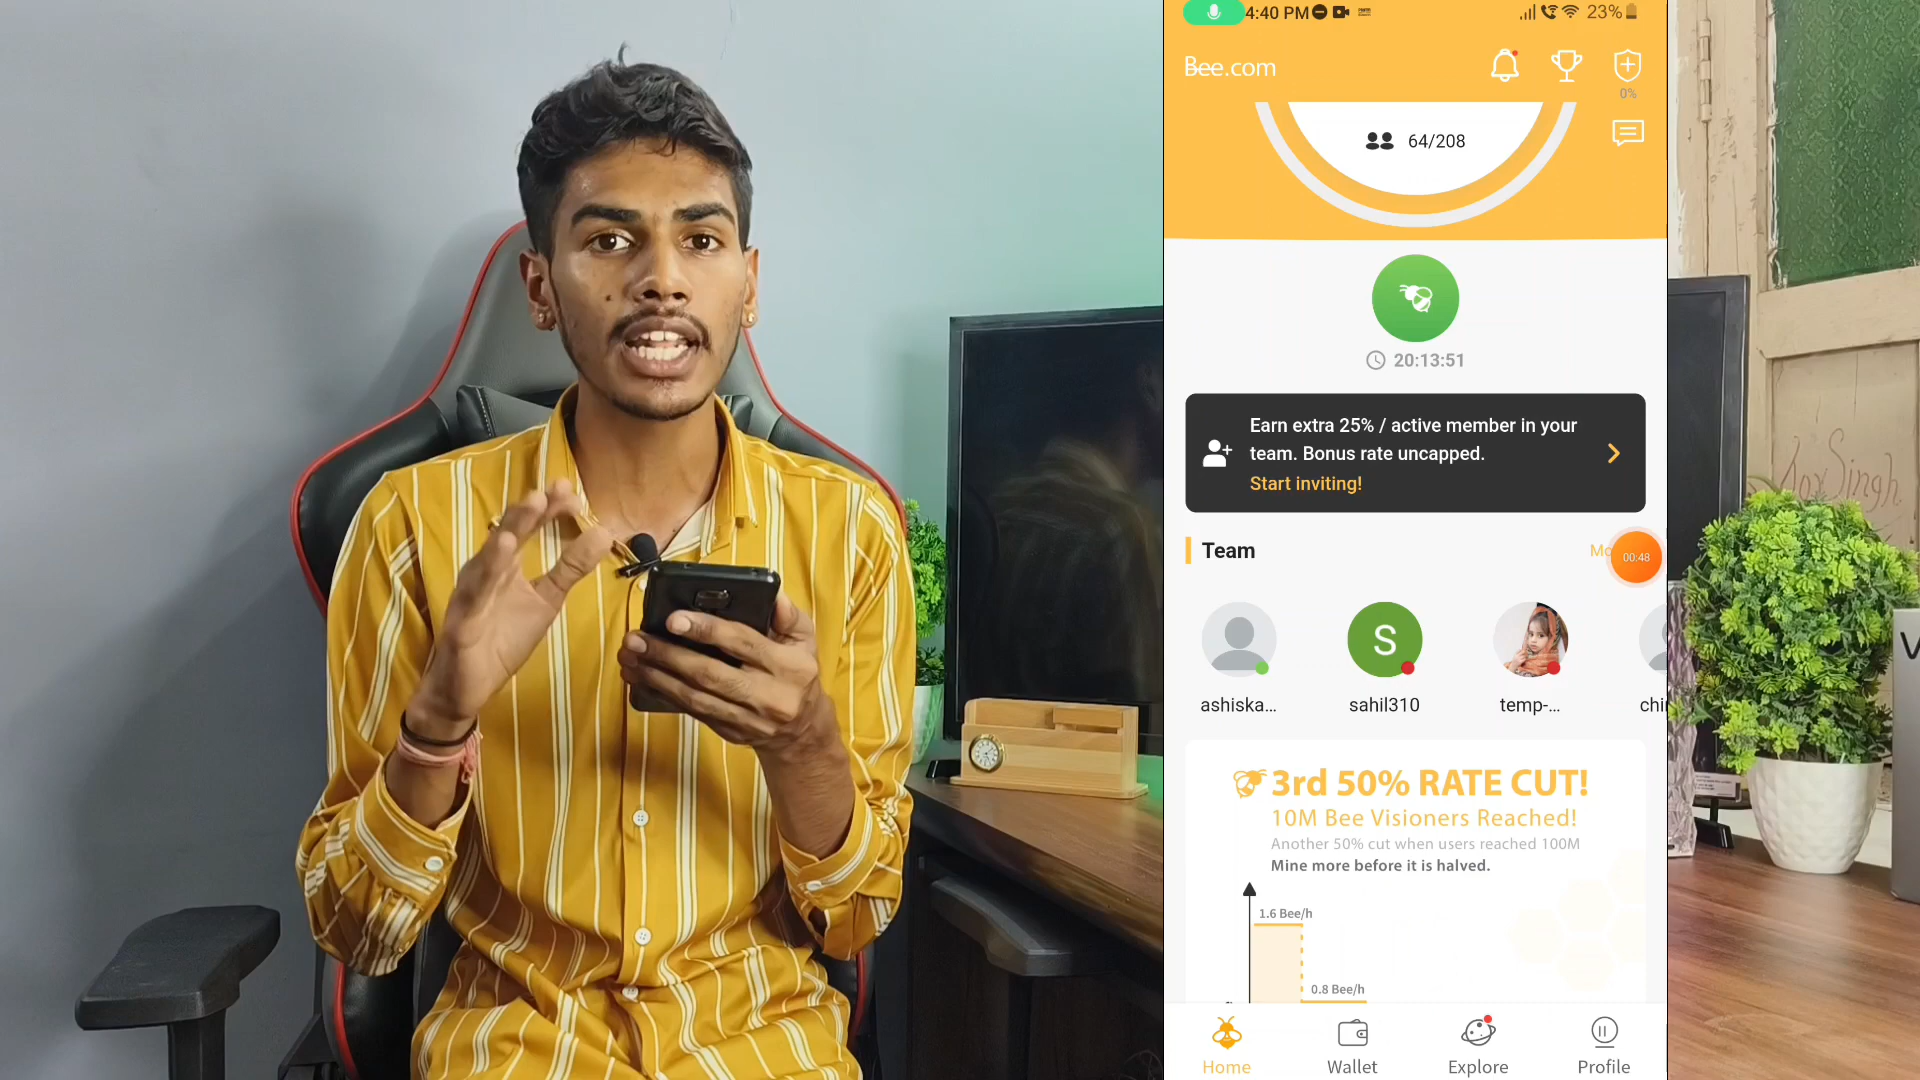 4:40 PM
23%
Bee.com
0%
64/208
20:13:51
Earn extra 25% / active member in your
team. Bonus rate uncapped.
Start inviting!
Team
00:48
ashiska...
sahil310
temp-...
S
3rd 50% RATE CUT!
10M Bee Visioners Reached!
Another 50% cut when users reached 100M
Mine more before it is halved.
1.6 Bee/h
0.8 Bee/h
Home
Wallet
Explore
Profile
Singh
V